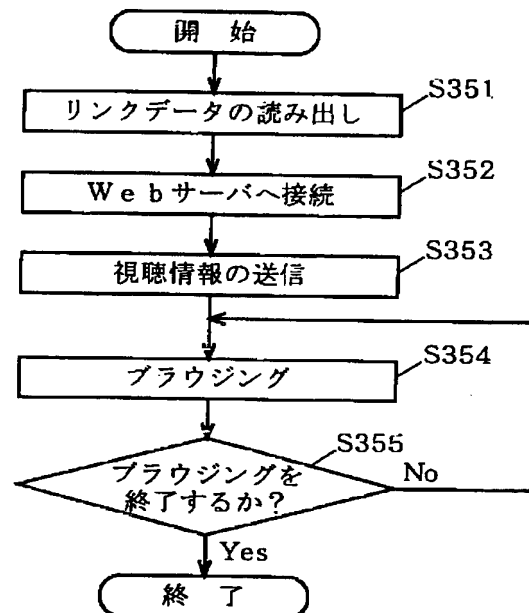 開 始
S351
リンクデータの読み出し
S352
Webサーバへ接続
S353
視聴情報の送信
S354
ブラウジング
S355
ブラウジングを
終了するか?
No
Yes
終 了